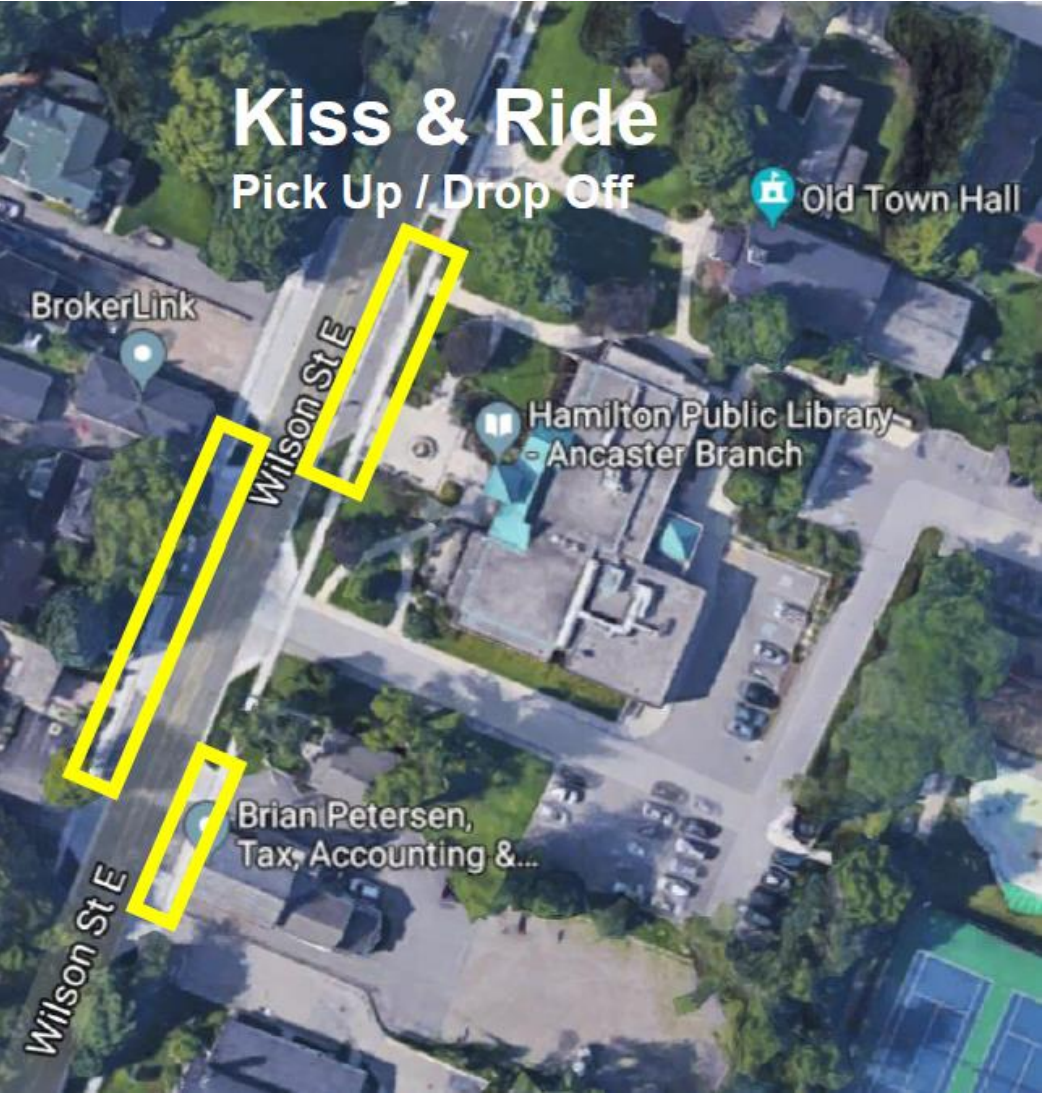 Kiss & Ride
Pick Up / Drop Off
Old Town Hall
BrokerLink
Wilson St E
Hamilton Public Library
- Ancaster Branch
Brian Petersen,
Tax, Accounting &...
Wilson St E